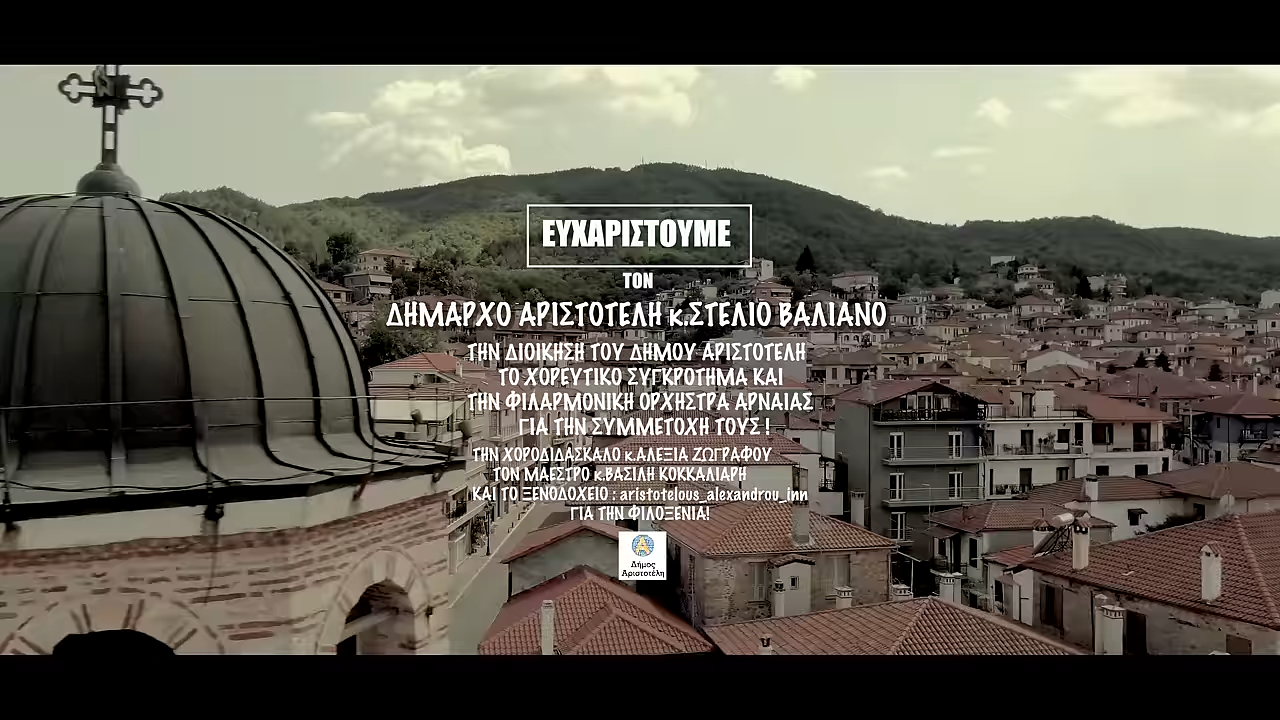 ΕΥΧΑΡΙΣΤΟΥΜΕ
ΤΟΝ
ΔΗΜΑΡΧΟ ΑΡΙΣΤΟΤΕΛΗ κ.ΣΤΕΛΙΟ ΒΑΛΙΑΝΟ
ΤΗΝ ΔΙΟΙΚΗΣΗ ΤΟΥ ΔΗΜΟΥ ΑΡΙΣΤΟΤΕΛΗ
ΤΟ ΧΟΡΕΥΤΙΚΟ ΣΥΓΚΡΟΤΗΜΑ ΚΑΙ
ΤΗΝ ΦΙΛΑΡΜΟΝΙΚΗ ΟΡΧΗΣΤΡΑ ΑΡΝΑΙΑΣ
ΓΙΑ ΤΗΝ ΣΥΜΜΕΤΟΧΗ ΤΟΥΣ !
ΤΗΝ ΧΟΡΟΔΙΔΑΣΚΑΛΟ κ.ΑΛΕΞΙΑ ΖΩΓΡΑΦΟΥ
ΤΟΝ ΜΑΕΣΤΡΟ κ.ΒΑΣΙΛΗ ΚΟΚΚΑΛΙΑΡΗ
ΚΑΙ ΤΟ ΞΕΝΟΔΟΧΕΙΟ : aristotelous_alexandrou_inn
ΓΙΑ ΤΗΝ ΦΙΛΟΞΕΝΙΑ!
Δήμος
Αριστοτέλη